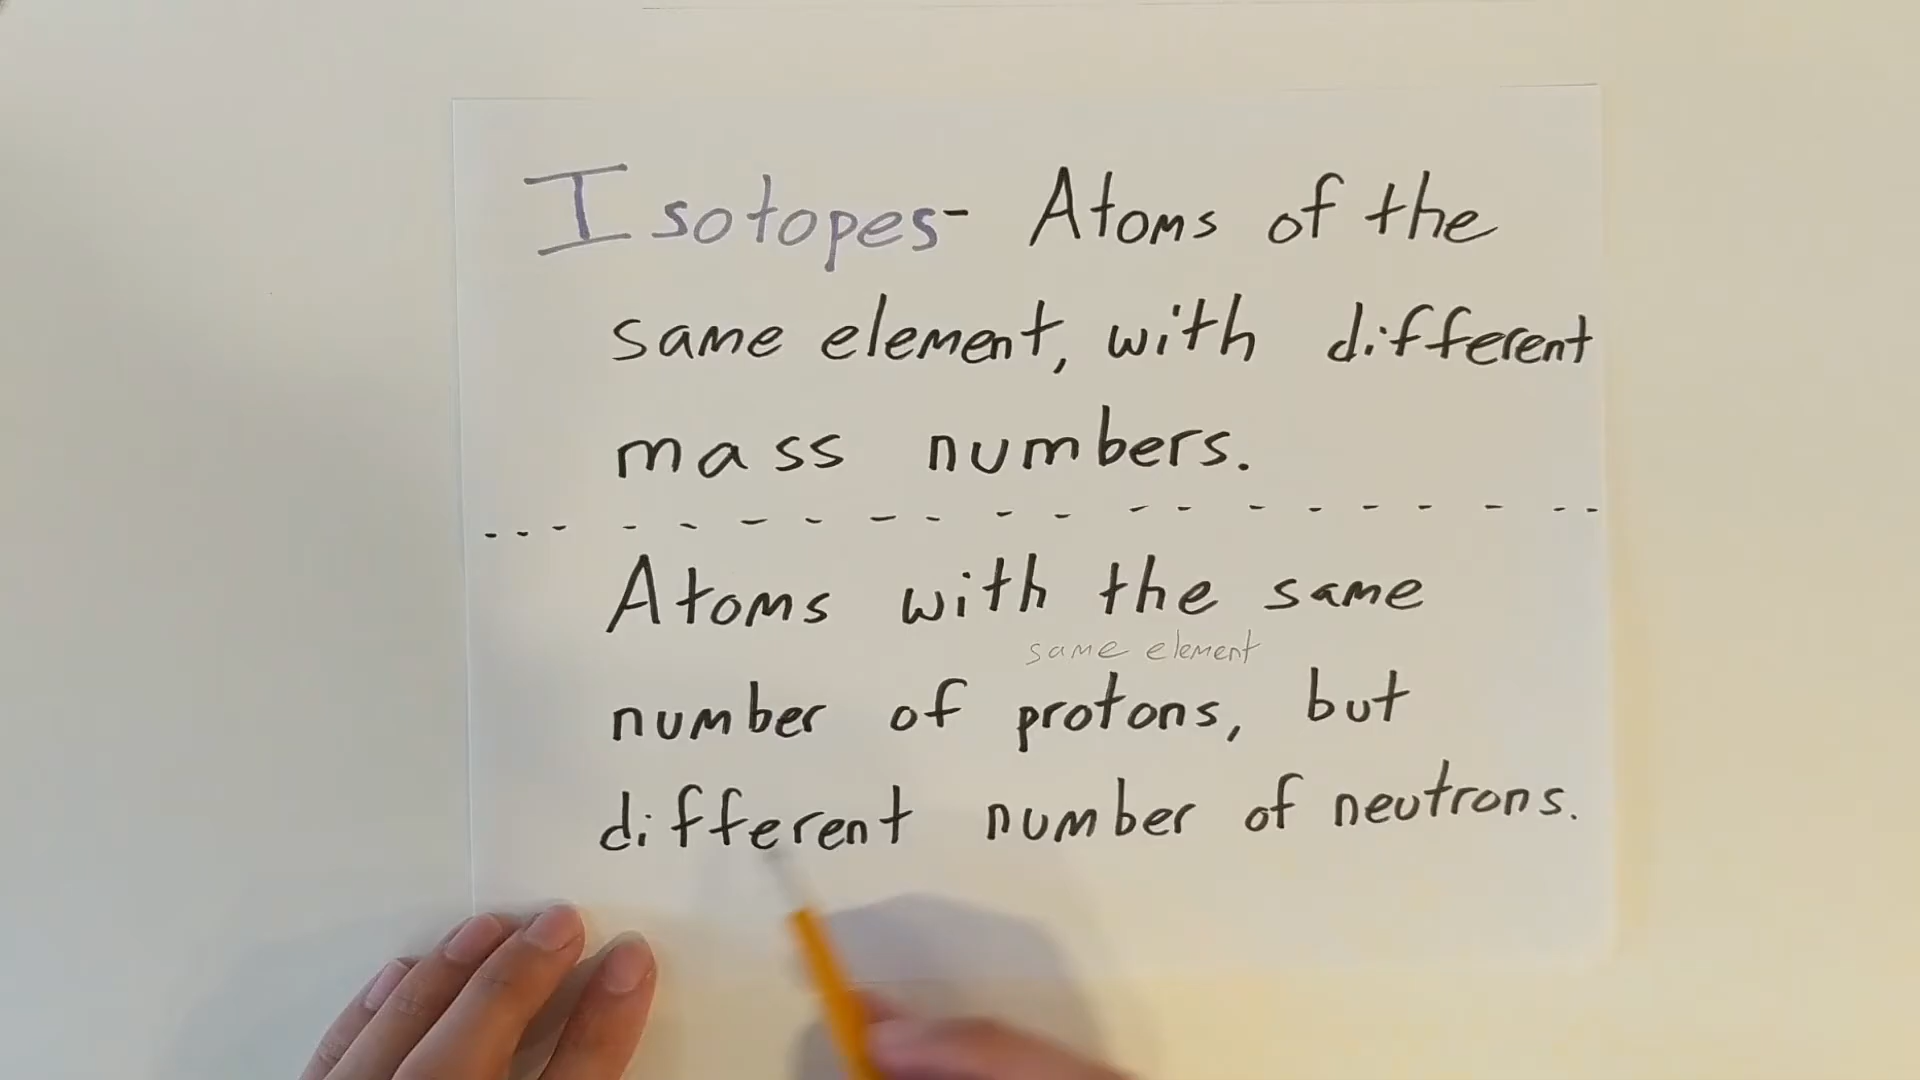 Isotopes- Atoms of the
same element, with different
mass numbers.
Atoms with the same
same element
number of protons, but
different number of neutrons.